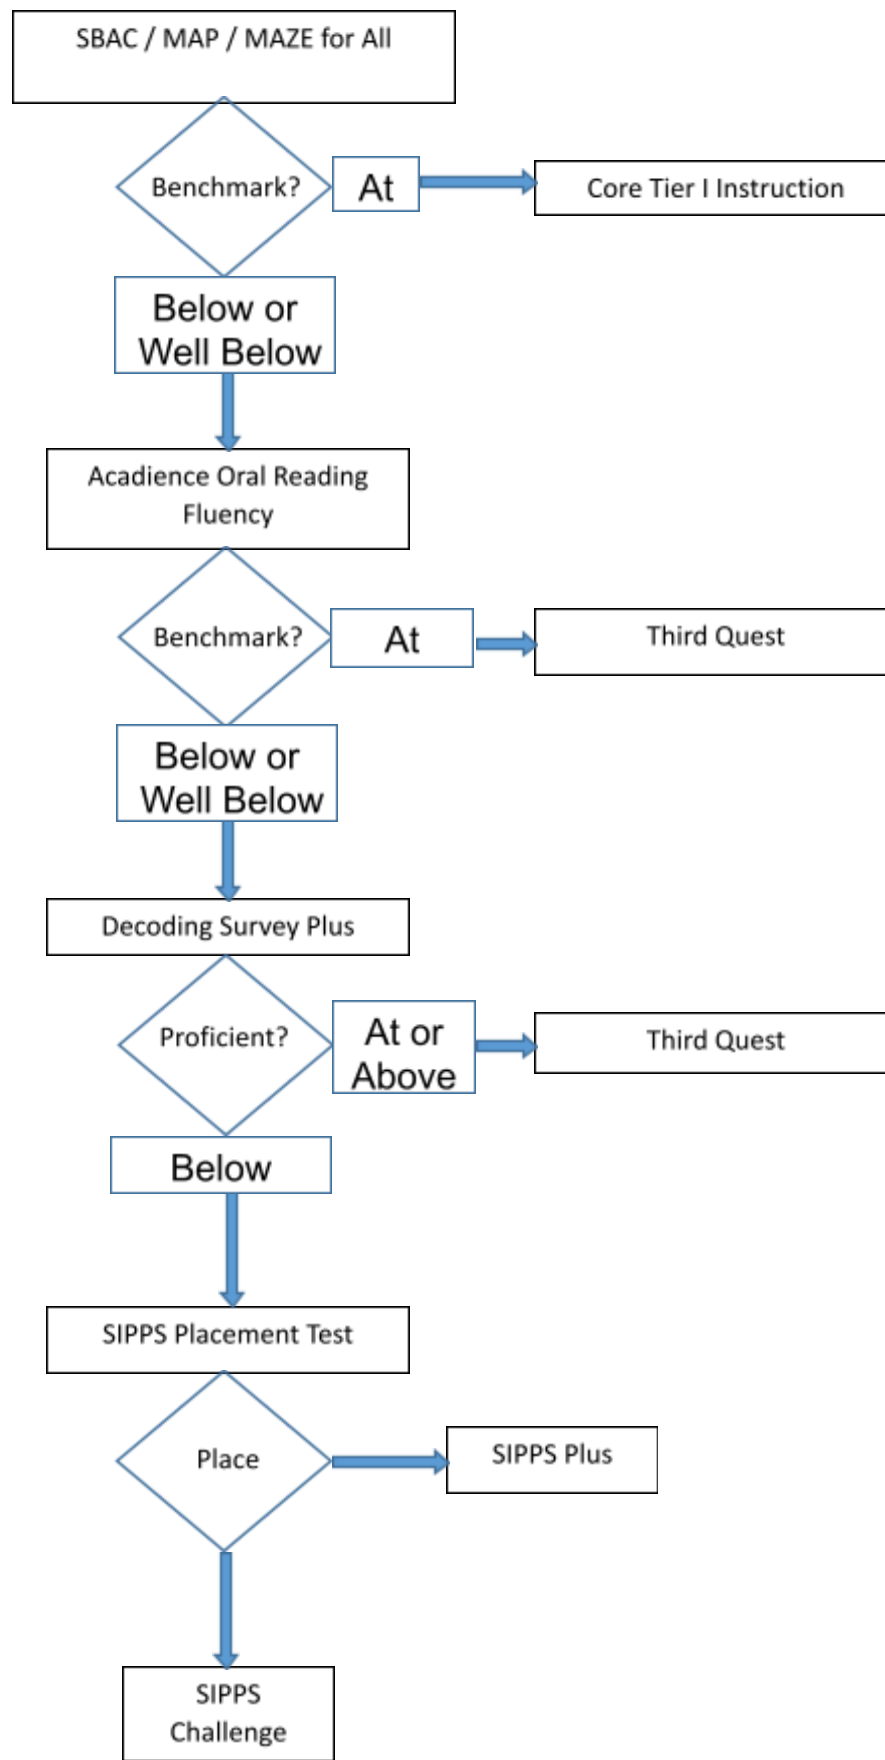 SBAC / MAP / MAZE for All
Benchmark?
At
Core Tier I Instruction
Below or
Well Below
Acadience Oral Reading
Fluency
Benchmark?
At
Third Quest
Below or
Well Below
Decoding Survey Plus
Proficient?
At or
Above
Third Quest
Below
SIPPS Placement Test
Place
SIPPS Plus
SIPPS
Challenge